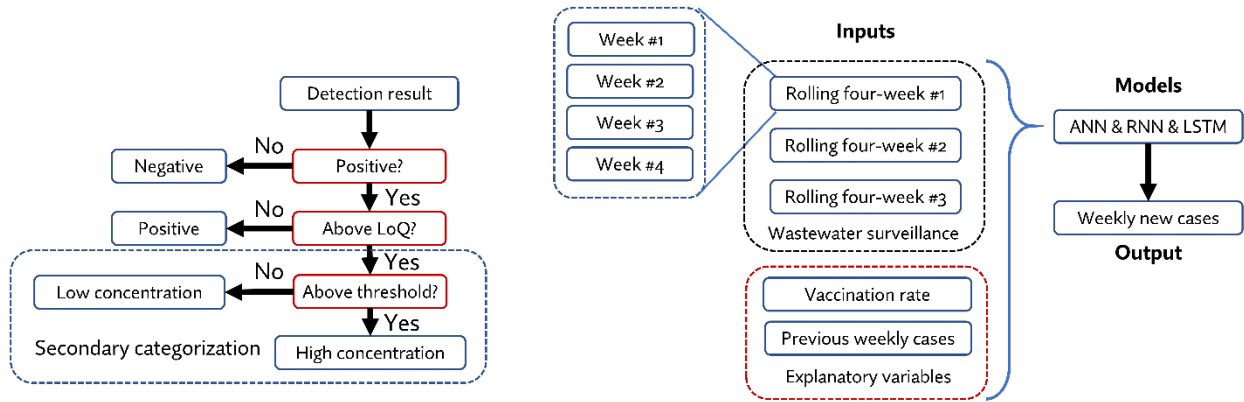 Detection result
No
Negative
Positive?
Yes
No
Positive
Above LoQ?
Yes
No
Low concentration
Above threshold?
Yes
Secondary categorization
High concentration
Week #1
Week #2
Week #3
Week #4
Inputs
Rolling four-week #1
Rolling four-week #2
Rolling four-week #3
Wastewater surveillance
Vaccination rate
Previous weekly cases
Explanatory variables
Models
ANN & RNN & LSTM
Weekly new cases
Output